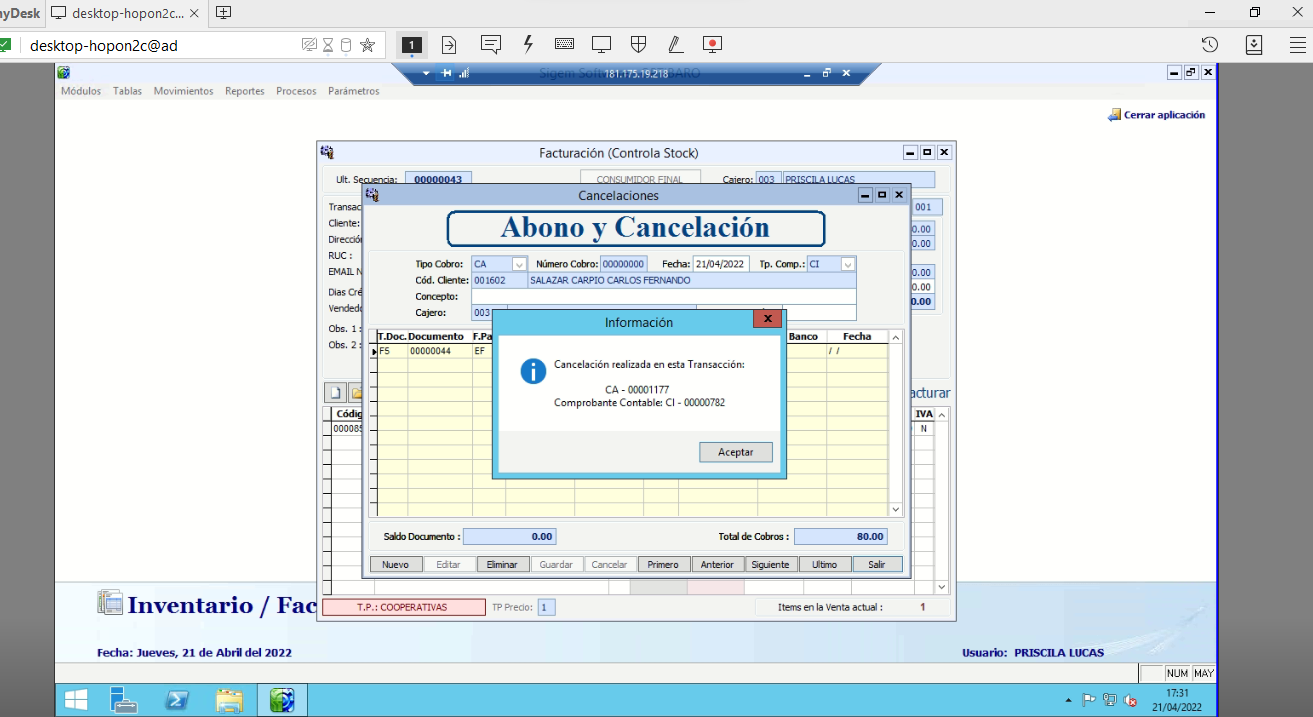 nyDesk desktop-hopon2c...
desktop-hopon2c@ad 1
Sigem Soft 181.175.19.218 BARO
Módulos Tablas Movimientos Reportes Procesos Parámetros
Cerrar aplicación
Facturación (Controla Stock)
Ult. Secuencia: 00000043 CONSUMIDOR FINAL Cajero: 003 PRISCILA LUCAS
Cancelaciones
Transac 001
Abono y Cancelación
Cliente: 0.00
Direcció 0.00
RUC :
Tipo Cobro: CA Número Cobro: 00000000 Fecha: 21/04/2022 Tp. Comp.: CI
EMAIL N 0.00
Cód. Cliente: 001602 SALAZAR CARPIO CARLOS FERNANDO
Dias Cré 0.00
Concepto:
Vendedo 0.00
Cajero: 003
Obs. 1 :
Información
T.Doc. Documento F.Pa Banco Fecha
Obs. 2 :
F5 00000044 EF / /
Cancelación realizada en esta Transacción:
CA - 00001177
Comprobante Contable: CI - 00000782
acturar
Códig IVA
000085 N
Aceptar
Saldo Documento : 0.00 Total de Cobros : 80.00
Nuevo Editar Eliminar Guardar Cancelar Primero Anterior Siguiente Ultimo Salir
Inventario / Fac
T.P.: COOPERATIVAS TP Precio: 1 Items en la Venta actual : 1
Fecha: Jueves, 21 de Abril del 2022 Usuario: PRISCILA LUCAS
NUM MAY
17:31
21/04/2022